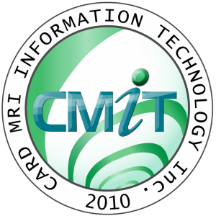 CARD MRI INFORMATION TECHNOLOGY Inc.
CMiT
2010